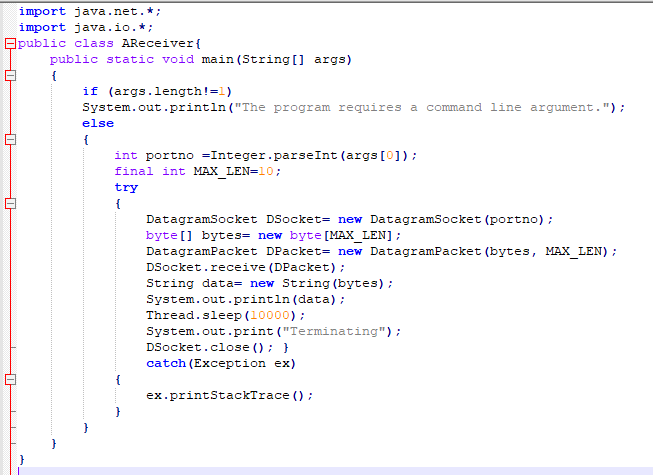 import java.net.*;
import java.io.*;
public class AReceiver{
public static void main(String[] args)
{
if (args.length!=1)
System.out.println("The program requires a command line argument.");
else
{
int portno =Integer.parseInt(args[0]);
final int MAX_LEN=10;
try
{
DatagramSocket DSocket= new DatagramSocket(portno);
byte[] bytes= new byte[MAX_LEN];
DatagramPacket DPacket= new DatagramPacket(bytes, MAX_LEN);
DSocket.receive(DPacket);
String data= new String(bytes);
System.out.println(data);
Thread.sleep(10000);
System.out.print("Terminating");
DSocket.close(); }
catch(Exception ex)
{
ex.printStackTrace();
}
}
}
}